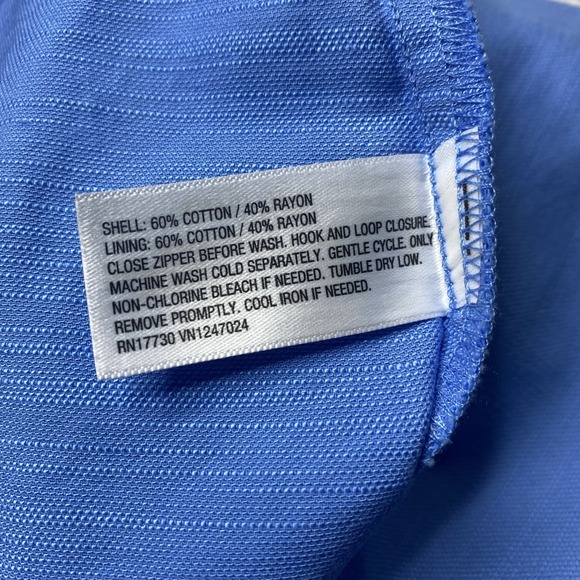 SHELL: 60% COTTON / 40% RAYON
LINING: 60% COTTON / 40% RAYON
CLOSE ZIPPER BEFORE WASH. HOOK AND LOOP CLOSURE.
MACHINE WASH COLD SEPARATELY. GENTLE CYCLE. ONLY
NON-CHLORINE BLEACH IF NEEDED. TUMBLE DRY LOW.
REMOVE PROMPTLY. COOL IRON IF NEEDED.
RN17730 VN1247024